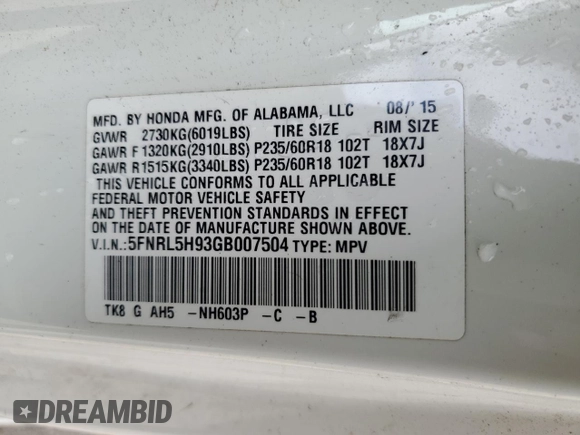 MFD. BY HONDA MFG. OF ALABAMA, LLC 08/'15
GVWR 2730KG(6019LBS) TIRE SIZE RIM SIZE
GAWR F1320KG(2910LBS) P235/60R18 102T 18X7J
GAWR R1515KG(3340LBS) P235/60R18 102T 18X7J
THIS VEHICLE CONFORMS TO ALL APPLICABLE
FEDERAL MOTOR VEHICLE SAFETY
AND THEFT PREVENTION STANDARDS IN EFFECT
ON THE DATE OF MANUFACTURE SHOWN ABOVE.
V.I.N.:5FNRL5H93GB007504 TYPE: MPV
TK8 G AH5 -NH603P -C -B
DREAMBID